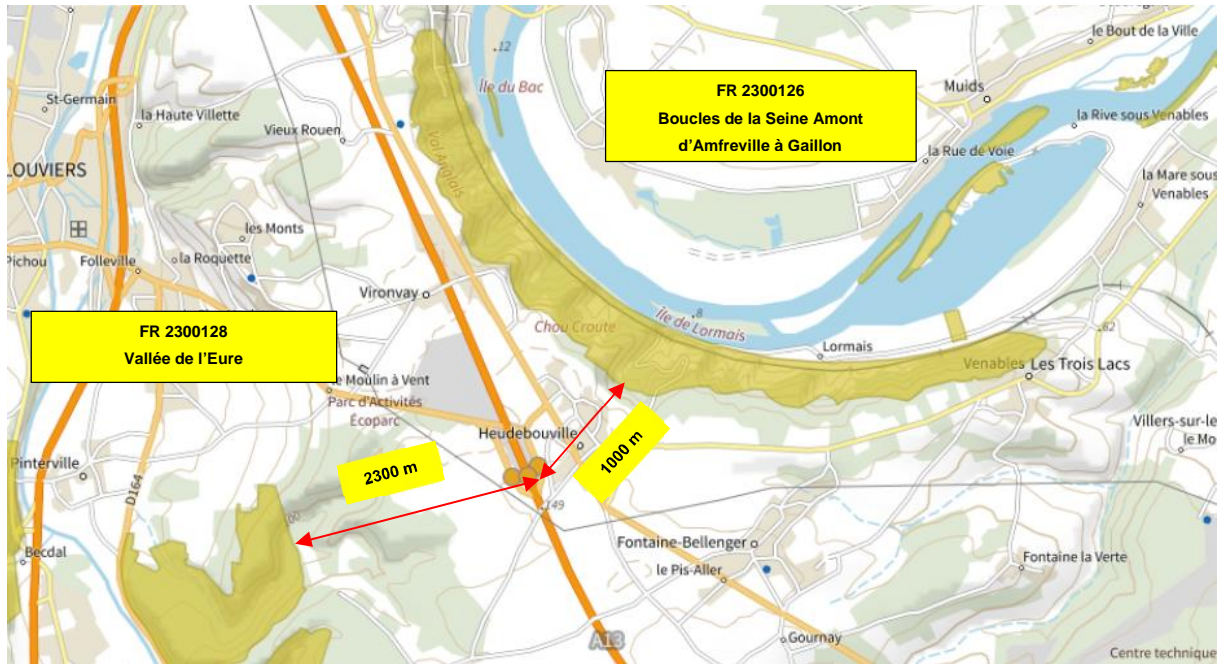 le Bout de la Ville
12
Île du Bac
FR 2300126
Boucles de la Seine Amont
d'Amfreville à Gaillon
Muids
St-Germain
la Haute Villette
Vieux Rouen
la Rive sous Venables
Val Anglais
la Rue de Voie
LOUVIERS
la Mare sous
Venables
les Monts
Pichou
Folleville
la Roquette
Vironvay
8
Île de Lormais
Chou Croute
62
FR 2300128
Vallée de l'Eure
Lormais
Venables
Les Trois Lacs
le Moulin à Vent
Parc d'Activités
Écoparc
Villers-sur-le
Heudebouville
1000 m
Pinterville
2300 m
D164
149
Becdal
Fontaine-Bellenger
le Pis-Aller
Fontaine la Verte
A13
Gournay
Centre technique